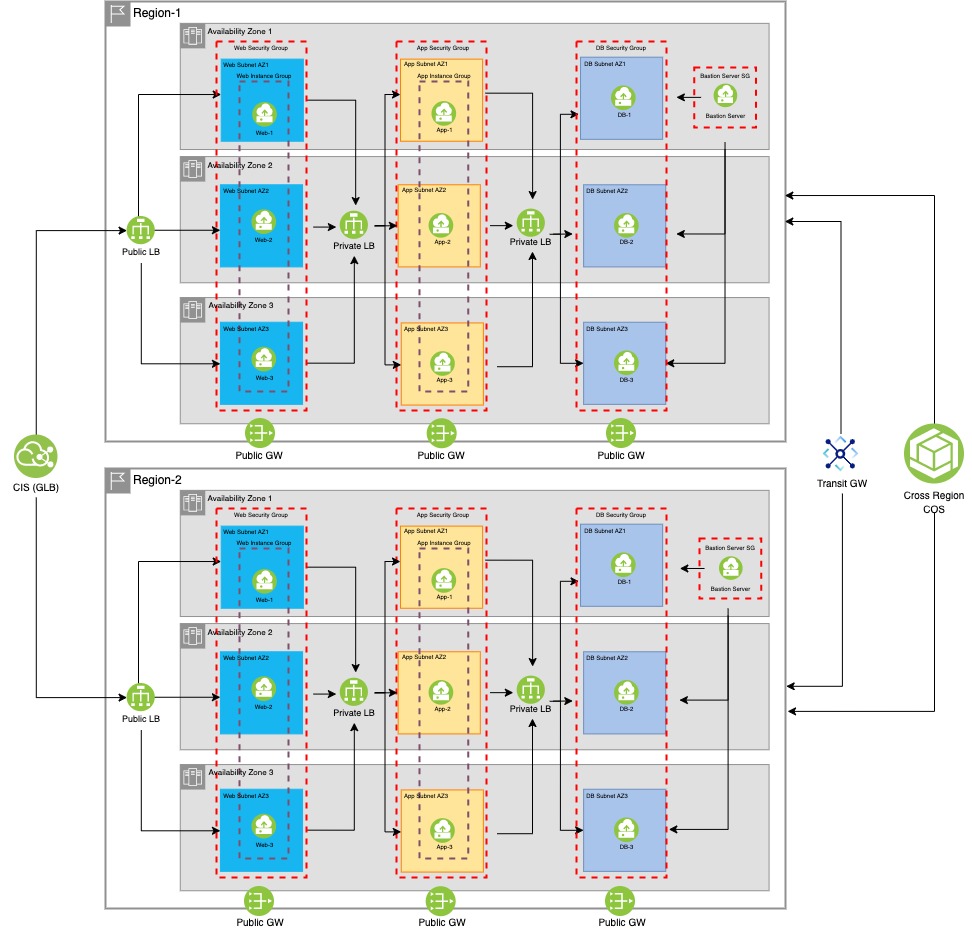 Region-1
Availability Zone 1
Web Security Group
App Security Group
DB Security Group
Web Subnet AZ1
Web Instance Group
Web-1
App Subnet AZ1
App Instance Group
App-1
DB Subnet AZ1
DB-1
Bastion Server SG
Bastion Server
Availability Zone 2
Web Subnet AZ2
Web-2
App Subnet AZ2
App-2
DB Subnet AZ2
DB-2
Public LB
Private LB
Private LB
Availability Zone 3
Web Subnet AZ3
Web-3
App Subnet AZ3
App-3
DB Subnet AZ3
DB-3
Public GW
Public GW
Public GW
CIS (GLB)
Transit GW
Cross Region
COS
Region-2
Availability Zone 1
Web Security Group
App Security Group
DB Security Group
Web Subnet AZ1
Web Instance Group
Web-1
App Subnet AZ1
App Instance Group
App-1
DB Subnet AZ1
DB-1
Bastion Server SG
Bastion Server
Availability Zone 2
Web Subnet AZ2
Web-2
App Subnet AZ2
App-2
DB Subnet AZ2
DB-2
Public LB
Private LB
Private LB
Availability Zone 3
Web Subnet AZ3
Web-3
App Subnet AZ3
App-3
DB Subnet AZ3
DB-3
Public GW
Public GW
Public GW